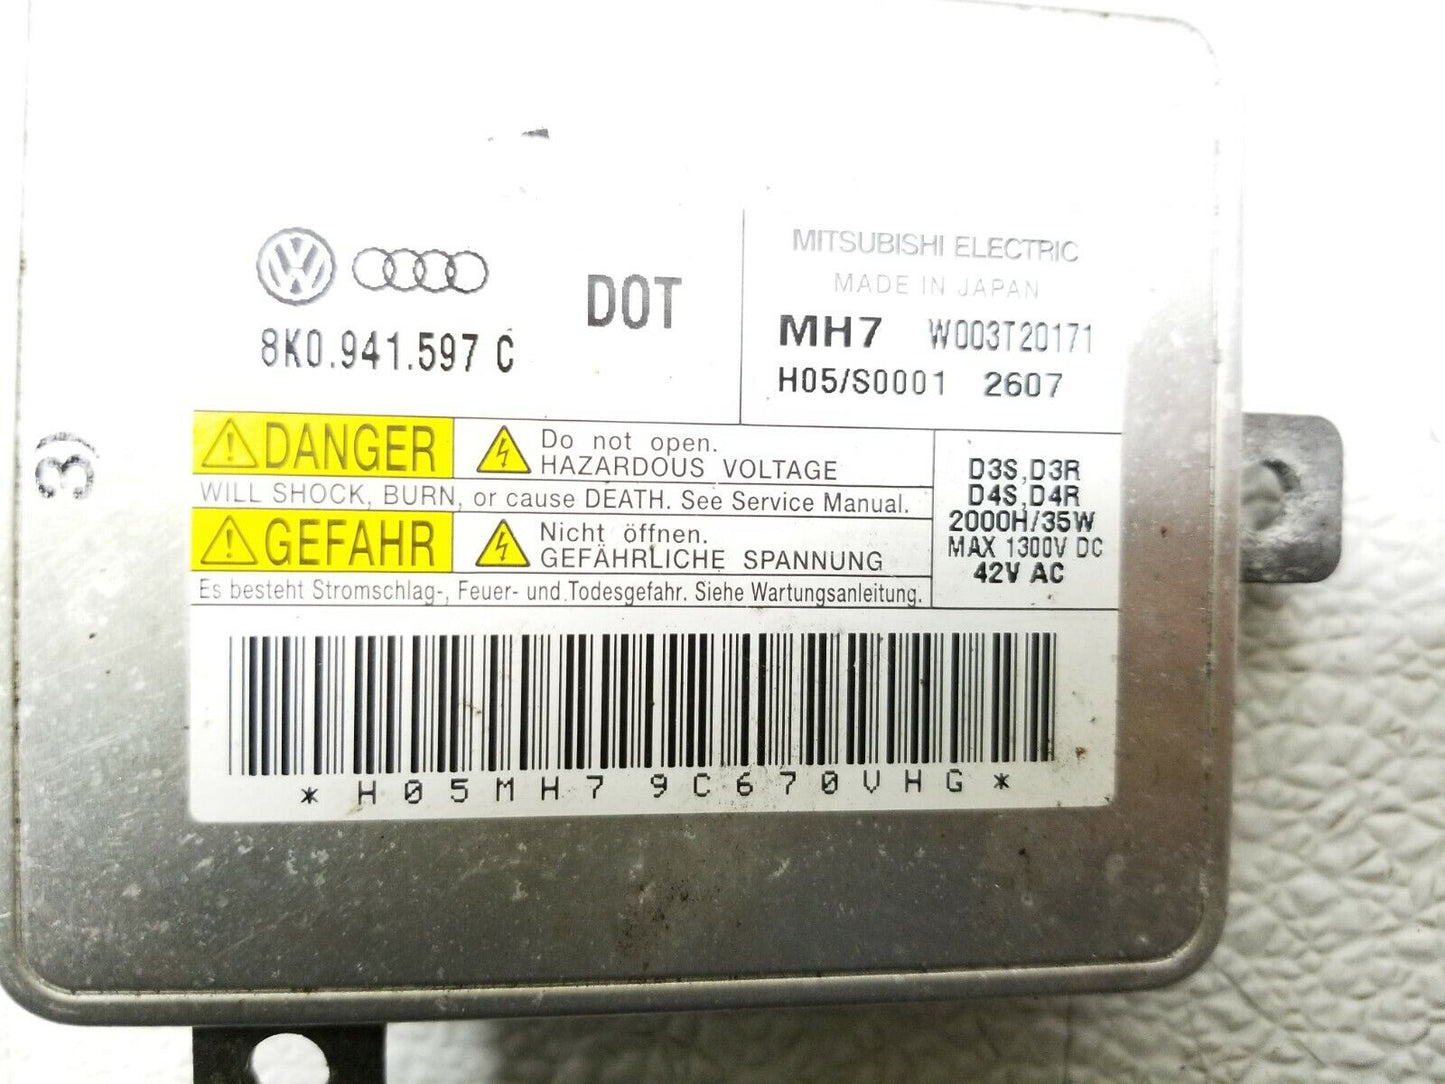 8K0.941.597 C
DOT
MITSUBISHI ELECTRIC
MADE IN JAPAN
MH7 W003T20171
H05/S0001 2607
DANGER
Do not open.
HAZARDOUS VOLTAGE
WILL SHOCK, BURN, or cause DEATH. See Service Manual.
GEFAHR
Nicht öffnen.
GEFÄHRLICHE SPANNUNG
Es besteht Stromschlag-, Feuer- und Todesgefahr. Siehe Wartungsanleitung.
D3S,D3R
D4S,D4R
2000H/35W
MAX 1300V DC
42V AC
*H05MH7 9C670VHG*
3)